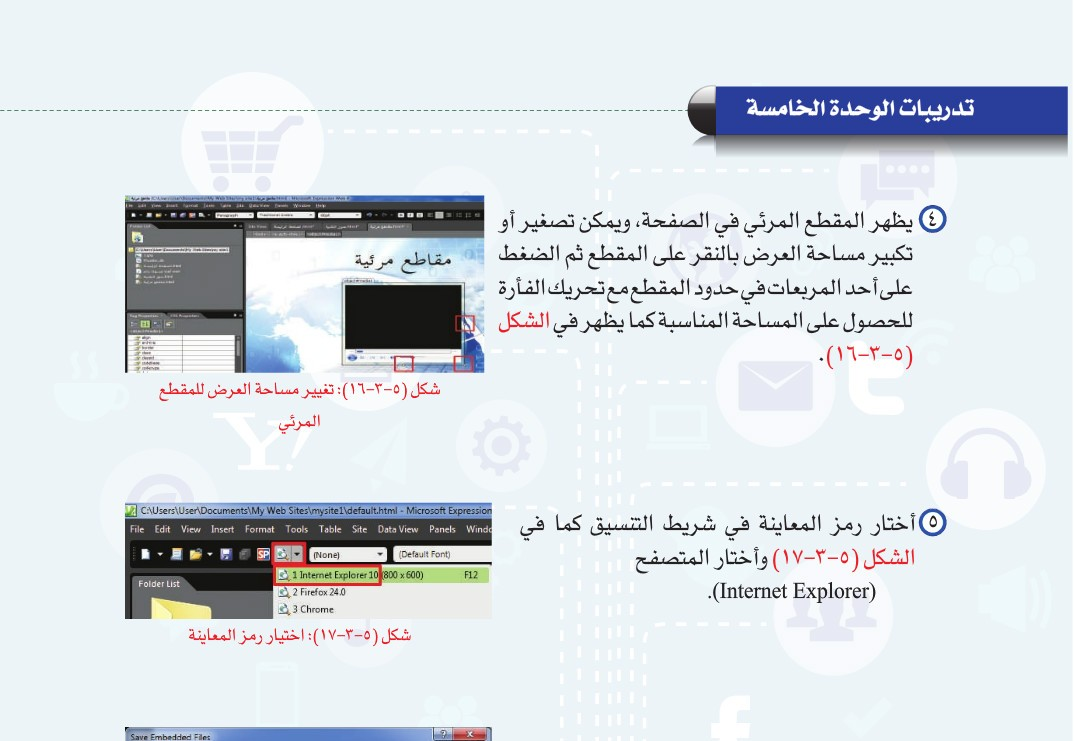 تدريبات الوحدة الخامسة
٤ يظهر المقطع المرئي في الصفحة، ويمكن تصغير أو
تكبير مساحة العرض بالنقر على المقطع ثم الضغط
على أحد المربعات في حدود المقطع مع تحريك الفأرة
للحصول على المساحة المناسبة كما يظهر في الشكل
(٥-٣-١٦).
مقاطع مرئية
شكل (٥-٣-١٦): تغيير مساحة العرض للمقطع
المرئي
٥ أختار رمز المعاينة في شريط التنسيق كما في
الشكل (٥-٣-١٧) وأختار المتصفح
(Internet Explorer).
C:\Users\User\Documents\My Web Sites\mysite1\default.html - Microsoft Expression
File Edit View Insert Format Tools Table Site Data View Panels Windo
SP (None) (Default Font)
Folder List
1 Internet Explorer 10 (800 x 600) F12
2 Firefox 24.0
3 Chrome
شكل (٥-٣-١٧): اختيار رمز المعاينة
Save Embedded Files